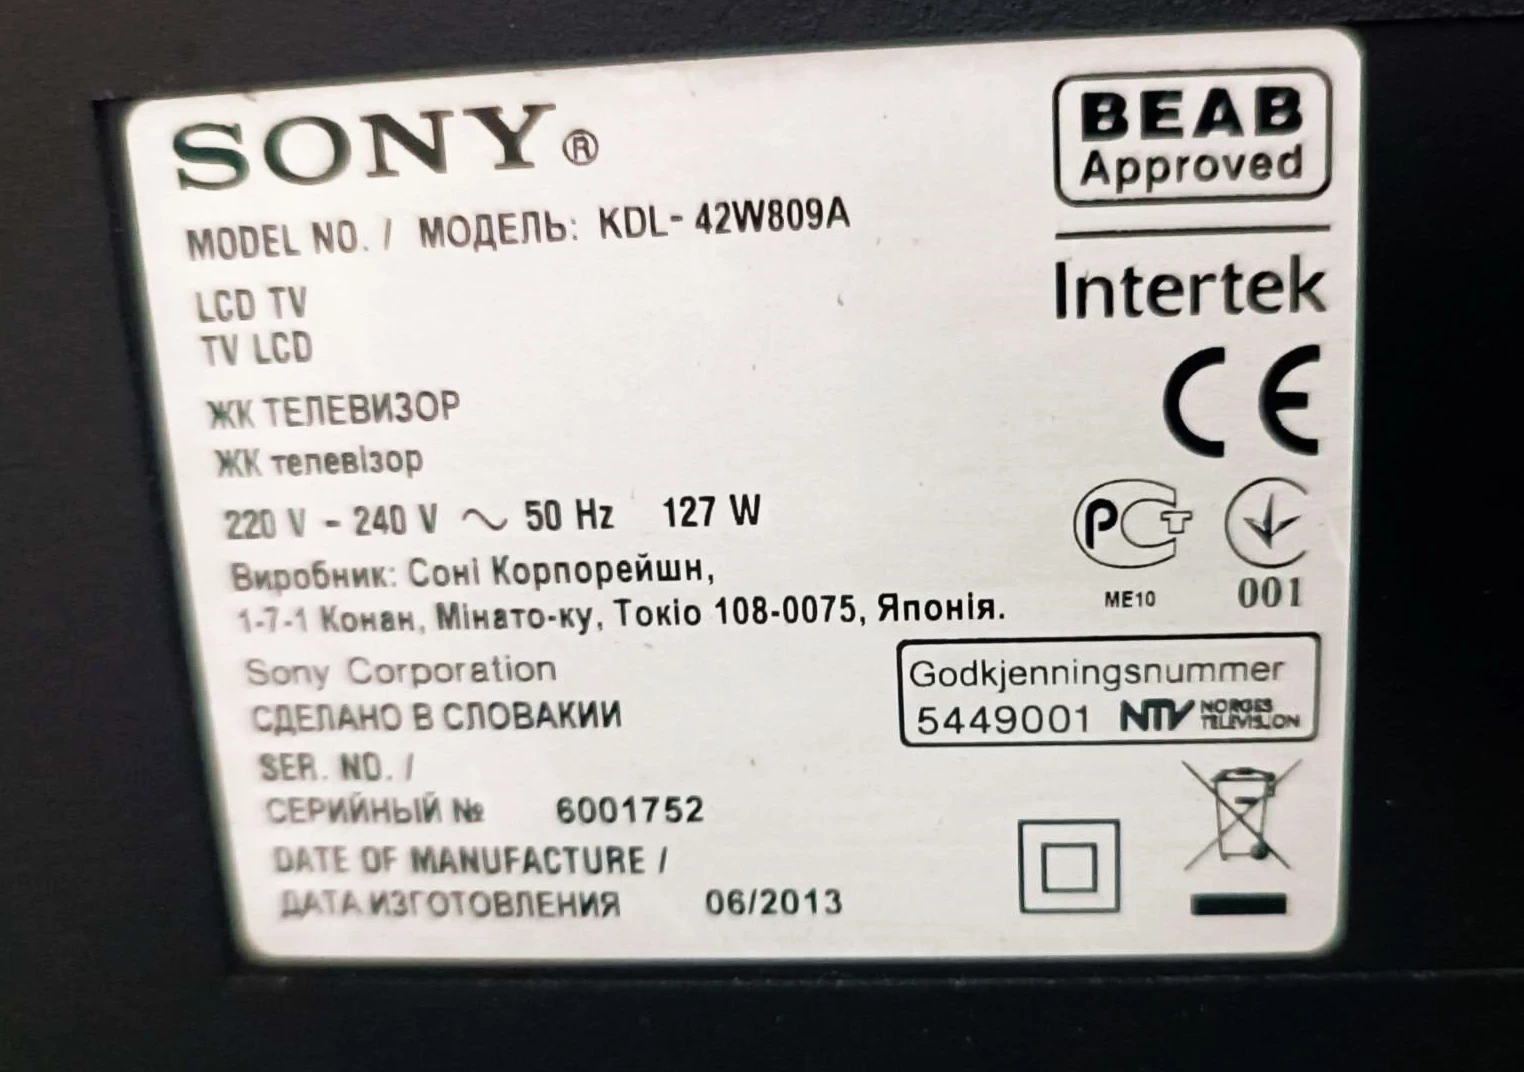 SONY®
MODEL NO. / МОДЕЛЬ: KDL- 42W809A
LCD TV
TV LCD
ЖК ТЕЛЕВИЗОР
ЖК телевізор
220 V - 240 V ~ 50 Hz 127 W
Виробник: Соні Корпорейшн,
1-7-1 Конан, Мінато-ку, Токіо 108-0075, Японія.
Sony Corporation
СДЕЛАНО В СЛОВАКИИ
SER. NO. /
СЕРИЙНЫЙ № 6001752
DATE OF MANUFACTURE /
ДАТА ИЗГОТОВЛЕНИЯ 06/2013
BEAB
Approved
Intertek
CE
РСТ
ME10 001
Godkjenningsnummer
5449001 NTV NORGES
TELEVISJON